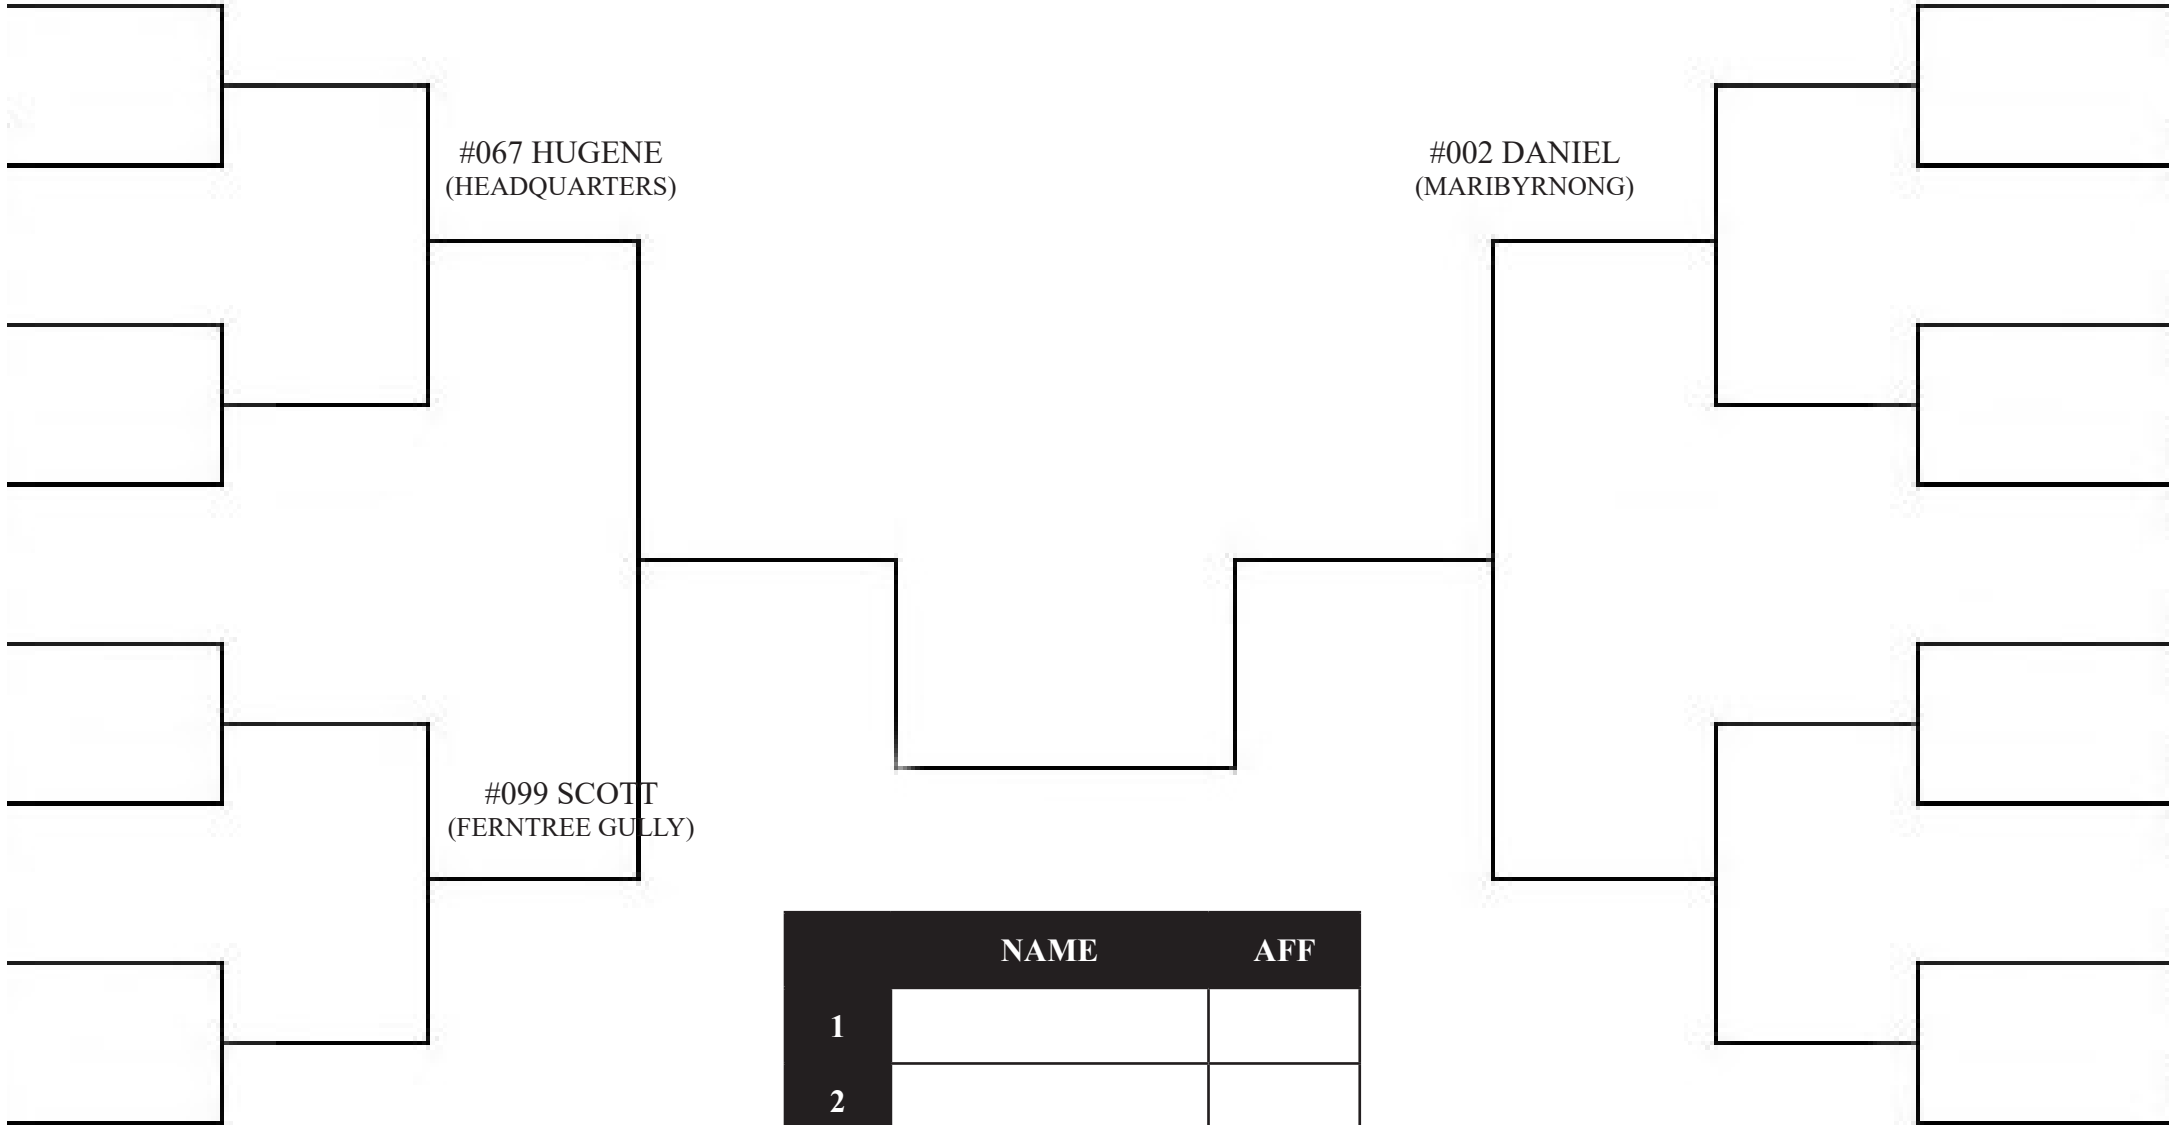 #067 HUGENE
(HEADQUARTERS)
#002 DANIEL
(MARIBYRNONG)
#099 SCOTT
(FERNTREE GULLY)
NAME AFF
1
2